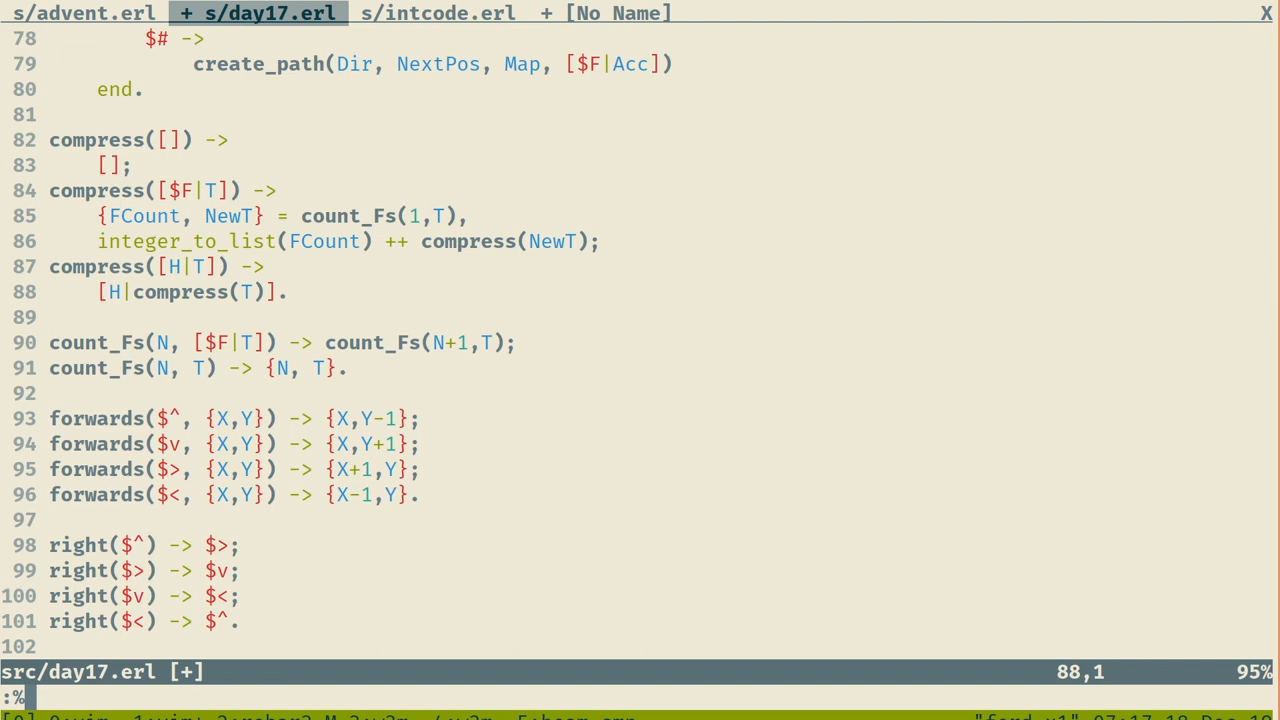 s/advent.erl  + s/day17.erl  s/intcode.erl  + [No Name] X
78             $# ->
79                 create_path(Dir, NextPos, Map, [$F|Acc])
80     end.
81
82 compress([]) ->
83     [];
84 compress([$F|T]) ->
85     {FCount, NewT} = count_Fs(1,T),
86     integer_to_list(FCount) ++ compress(NewT);
87 compress([H|T]) ->
88     [H|compress(T)].
89
90 count_Fs(N, [$F|T]) -> count_Fs(N+1,T);
91 count_Fs(N, T) -> {N, T}.
92
93 forwards($^, {X,Y}) -> {X,Y-1};
94 forwards($v, {X,Y}) -> {X,Y+1};
95 forwards($>, {X,Y}) -> {X+1,Y};
96 forwards($<, {X,Y}) -> {X-1,Y}.
97
98 right($^) -> $>;
99 right($>) -> $v;
100 right($v) -> $<;
101 right($<) -> $^.
102
src/day17.erl [+] 88,1 95%
:%